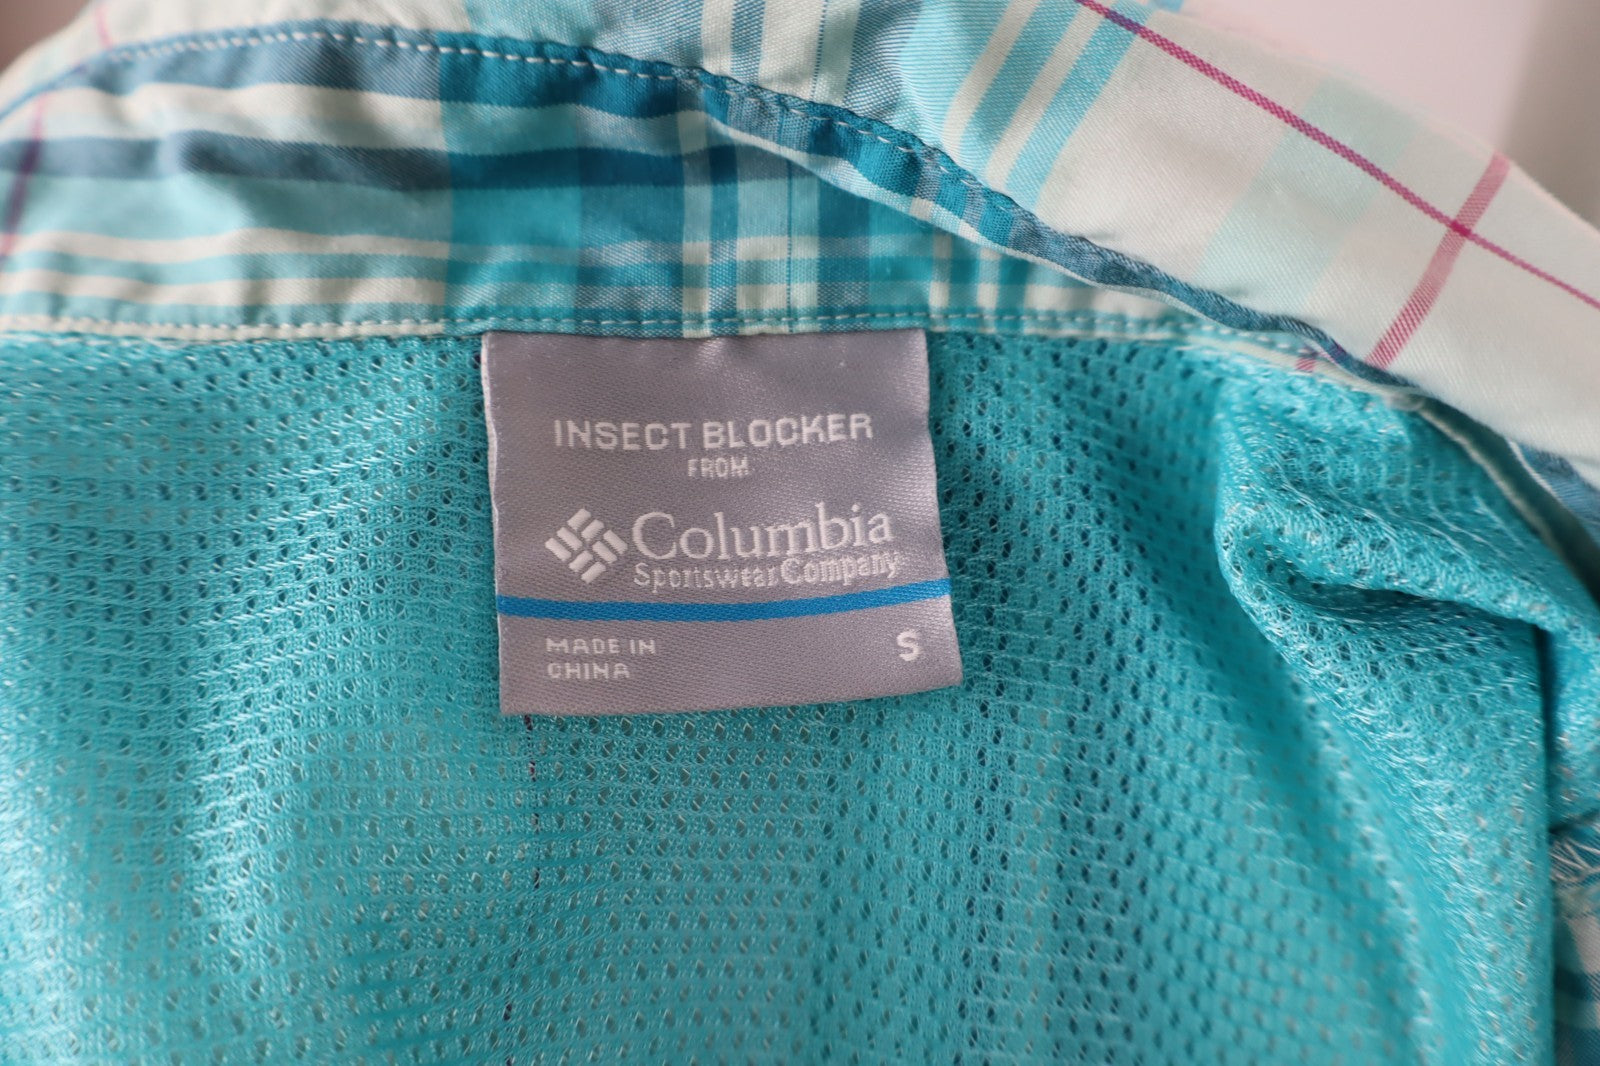 INSECT BLOCKER
FROM
Columbia
Sportswear Company
MADE IN
CHINA
S